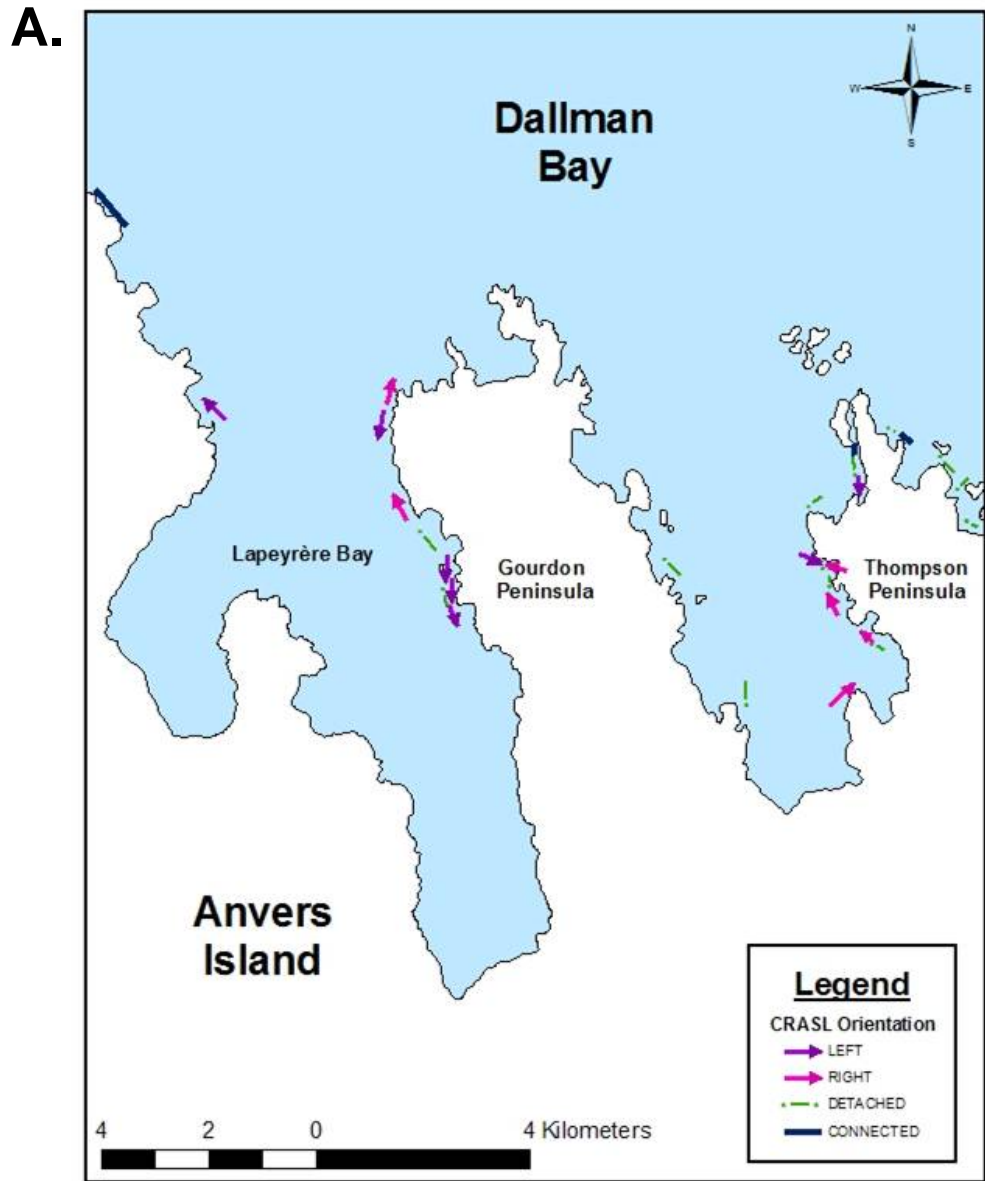 A.
N
W
E
S
Dallman
Bay
Lapeyrère Bay
Gourdon
Peninsula
Thompson
Peninsula
Anvers
Island
Legend
CRASL Orientation
LEFT
RIGHT
DETACHED
CONNECTED
4 2 0 4 Kilometers